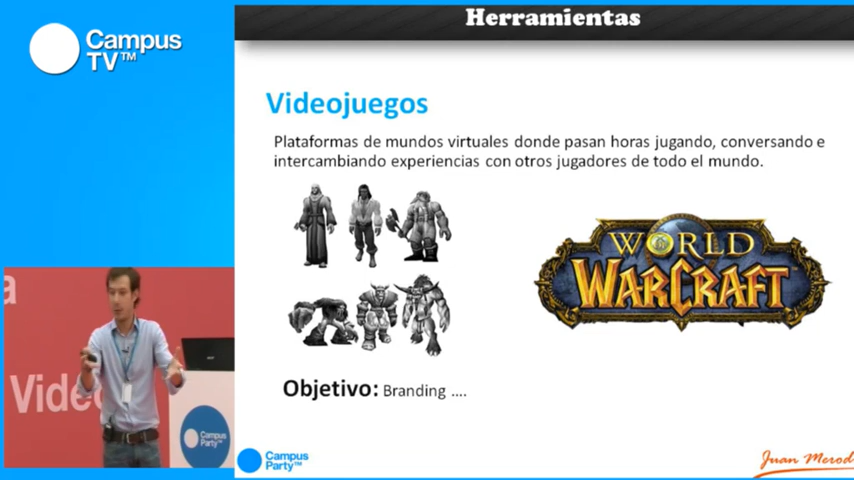 Campus
TV™
Herramientas
Videojuegos
Plataformas de mundos virtuales donde pasan horas jugando, conversando e
intercambiando experiencias con otros jugadores de todo el mundo.
WORLD
WARCRAFT
Objetivo: Branding ....
a
Vide
Campus
Party™
Campus
Party™
Juan Merod